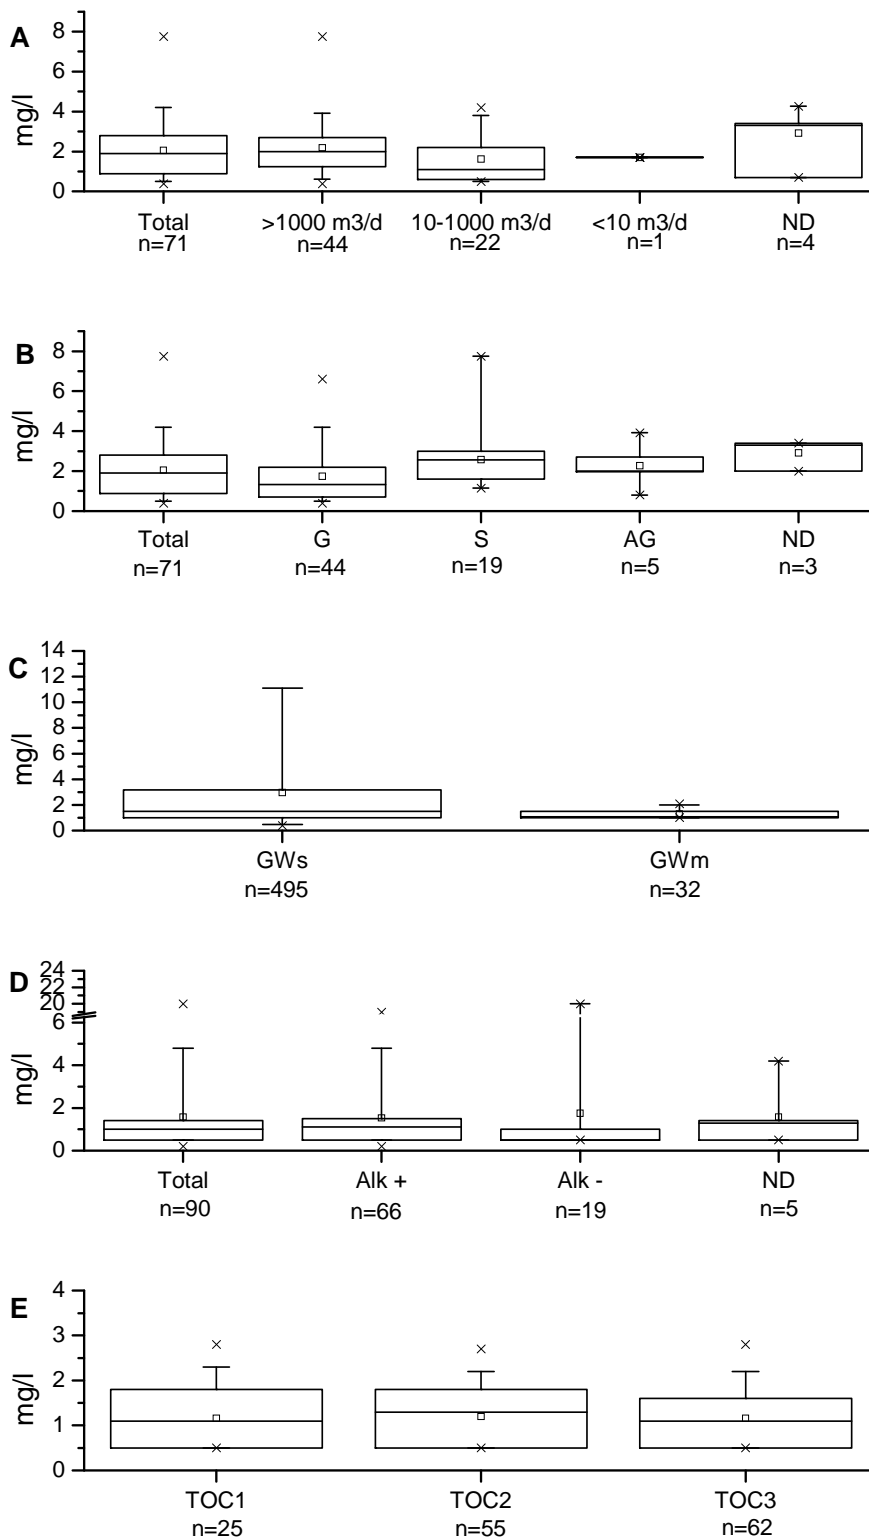 A
8
6
4
2
0
mg/l
Total >1000 m3/d 10-1000 m3/d <10 m3/d ND
n=71 n=44 n=22 n=1 n=4
B
8
6
4
2
0
mg/l
Total G S AG ND
n=71 n=44 n=19 n=5 n=3
C
14
12
10
8
6
4
2
0
mg/l
GWs GWm
n=495 n=32
D
24
22
20
6
4
2
0
mg/l
Total Alk + Alk - ND
n=90 n=66 n=19 n=5
E
4
3
2
1
0
mg/l
TOC1 TOC2 TOC3
n=25 n=55 n=62